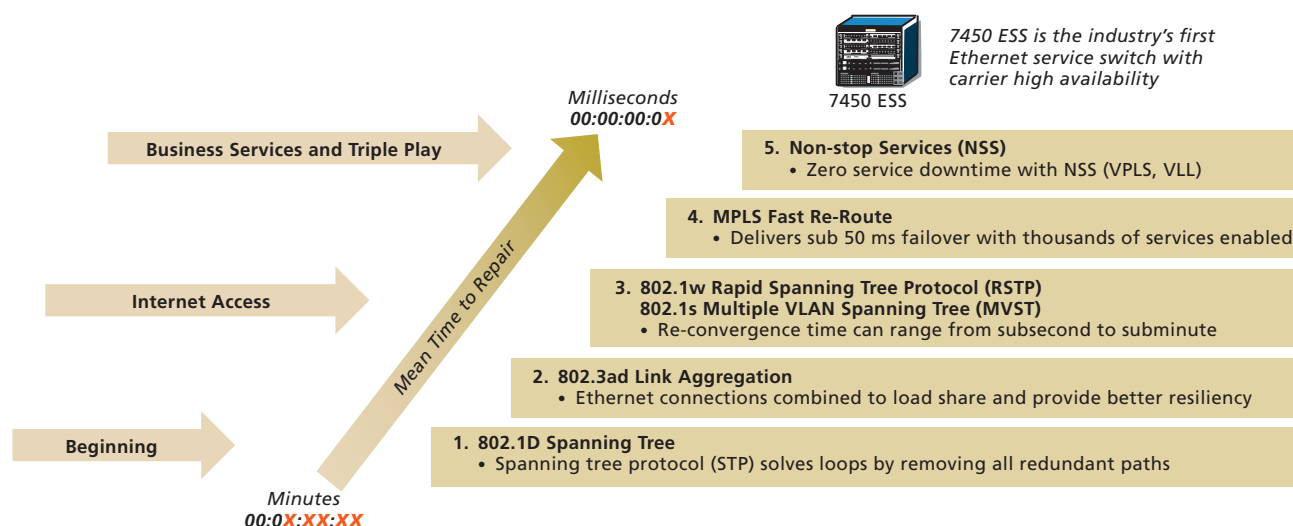 7450 ESS is the industry's first
Ethernet service switch with
carrier high availability
7450 ESS
Milliseconds
00:00:00:0X
Business Services and Triple Play
5. Non-stop Services (NSS)
• Zero service downtime with NSS (VPLS, VLL)
4. MPLS Fast Re-Route
• Delivers sub 50 ms failover with thousands of services enabled
Mean Time to Repair
Internet Access
3. 802.1w Rapid Spanning Tree Protocol (RSTP)
802.1s Multiple VLAN Spanning Tree (MVST)
• Re-convergence time can range from subsecond to subminute
2. 802.3ad Link Aggregation
• Ethernet connections combined to load share and provide better resiliency
Beginning
1. 802.1D Spanning Tree
• Spanning tree protocol (STP) solves loops by removing all redundant paths
Minutes
00:0X:XX:XX